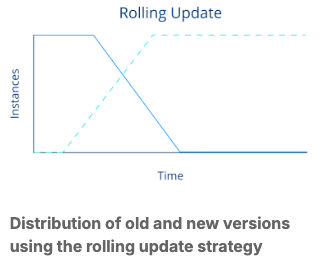 Rolling Update
Instances
Time
Distribution of old and new versions
using the rolling update strategy